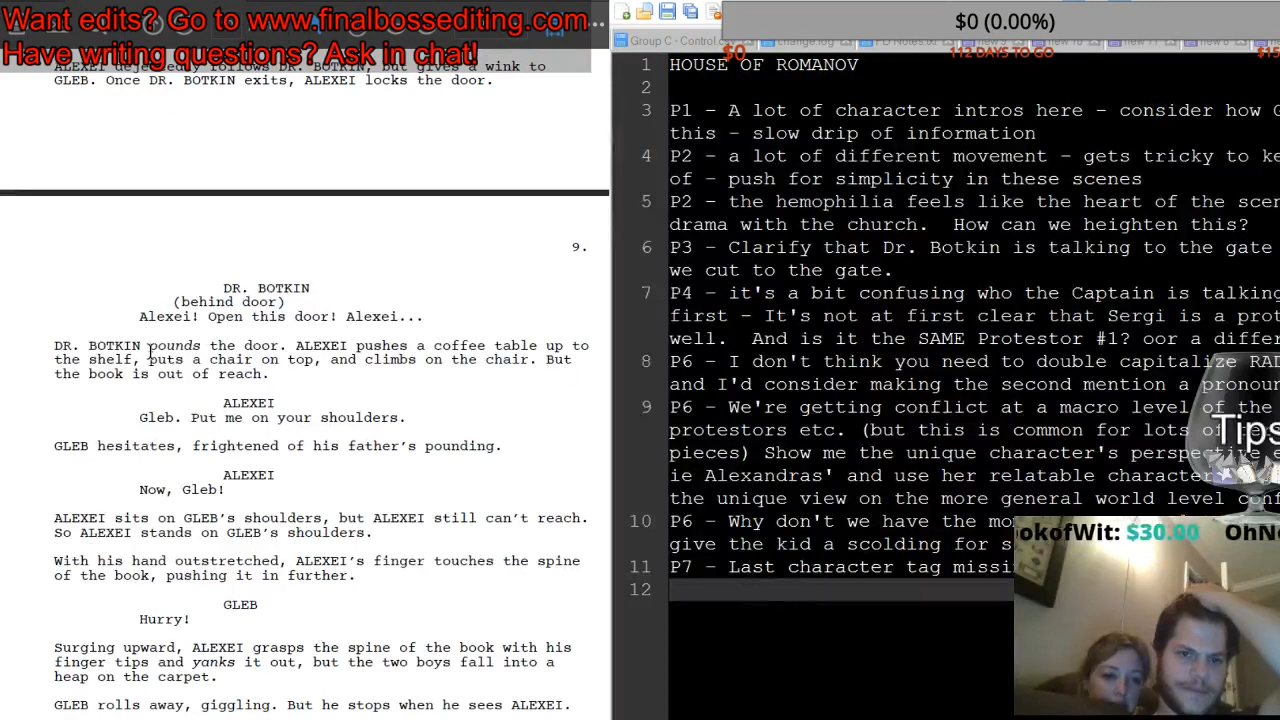 Want edits? Go to www.finalbossediting.com
Have writing questions? Ask in chat!
GLEB. Once DR. BOTKIN exits, ALEXEI locks the door.
9.
DR. BOTKIN
(behind door)
Alexei! Open this door! Alexei...
DR. BOTKIN pounds the door. ALEXEI pushes a coffee table up to
the shelf, puts a chair on top, and climbs on the chair. But
the book is out of reach.
ALEXEI
Gleb. Put me on your shoulders.
GLEB hesitates, frightened of his father's pounding.
ALEXEI
Now, Gleb!
ALEXEI sits on GLEB's shoulders, but ALEXEI still can't reach.
So ALEXEI stands on GLEB's shoulders.
With his hand outstretched, ALEXEI's finger touches the spine
of the book, pushing it in further.
GLEB
Hurry!
Surging upward, ALEXEI grasps the spine of the book with his
finger tips and yanks it out, but the two boys fall into a
heap on the carpet.
GLEB rolls away, giggling. But he stops when he sees ALEXEI.
$0 (0.00%)
$0
112 DAYS TO GO
Group C - Control.
change.log
PD Notes.txt
1 HOUSE OF ROMANOV
2
3 P1 - A lot of character intros here - consider how
this - slow drip of information
4 P2 - a lot of different movement - gets tricky to
of - push for simplicity in these scenes
5 P2 - the hemophilia feels like the heart of the
drama with the church. How can we heighten this?
6 P3 - Clarify that Dr. Botkin is talking to the gate
we cut to the gate.
7 P4 - it's a bit confusing who the Captain is
first - It's not at first clear that Sergi is a
well. And is it the SAME Protestor #1? oor a
8 P6 - I don't think you need to double capitalize
and I'd consider making the second mention a
9 P6 - We're getting conflict at a macro level of the
protestors etc. (but this is common for lots of
pieces) Show me the unique character's
ie Alexandras' and use her relatable
the unique view on the more general world level
10 P6 - Why don't we have the
give the kid a scolding for
11 P7 - Last character tag
12
Tips
okofWit: $30.00